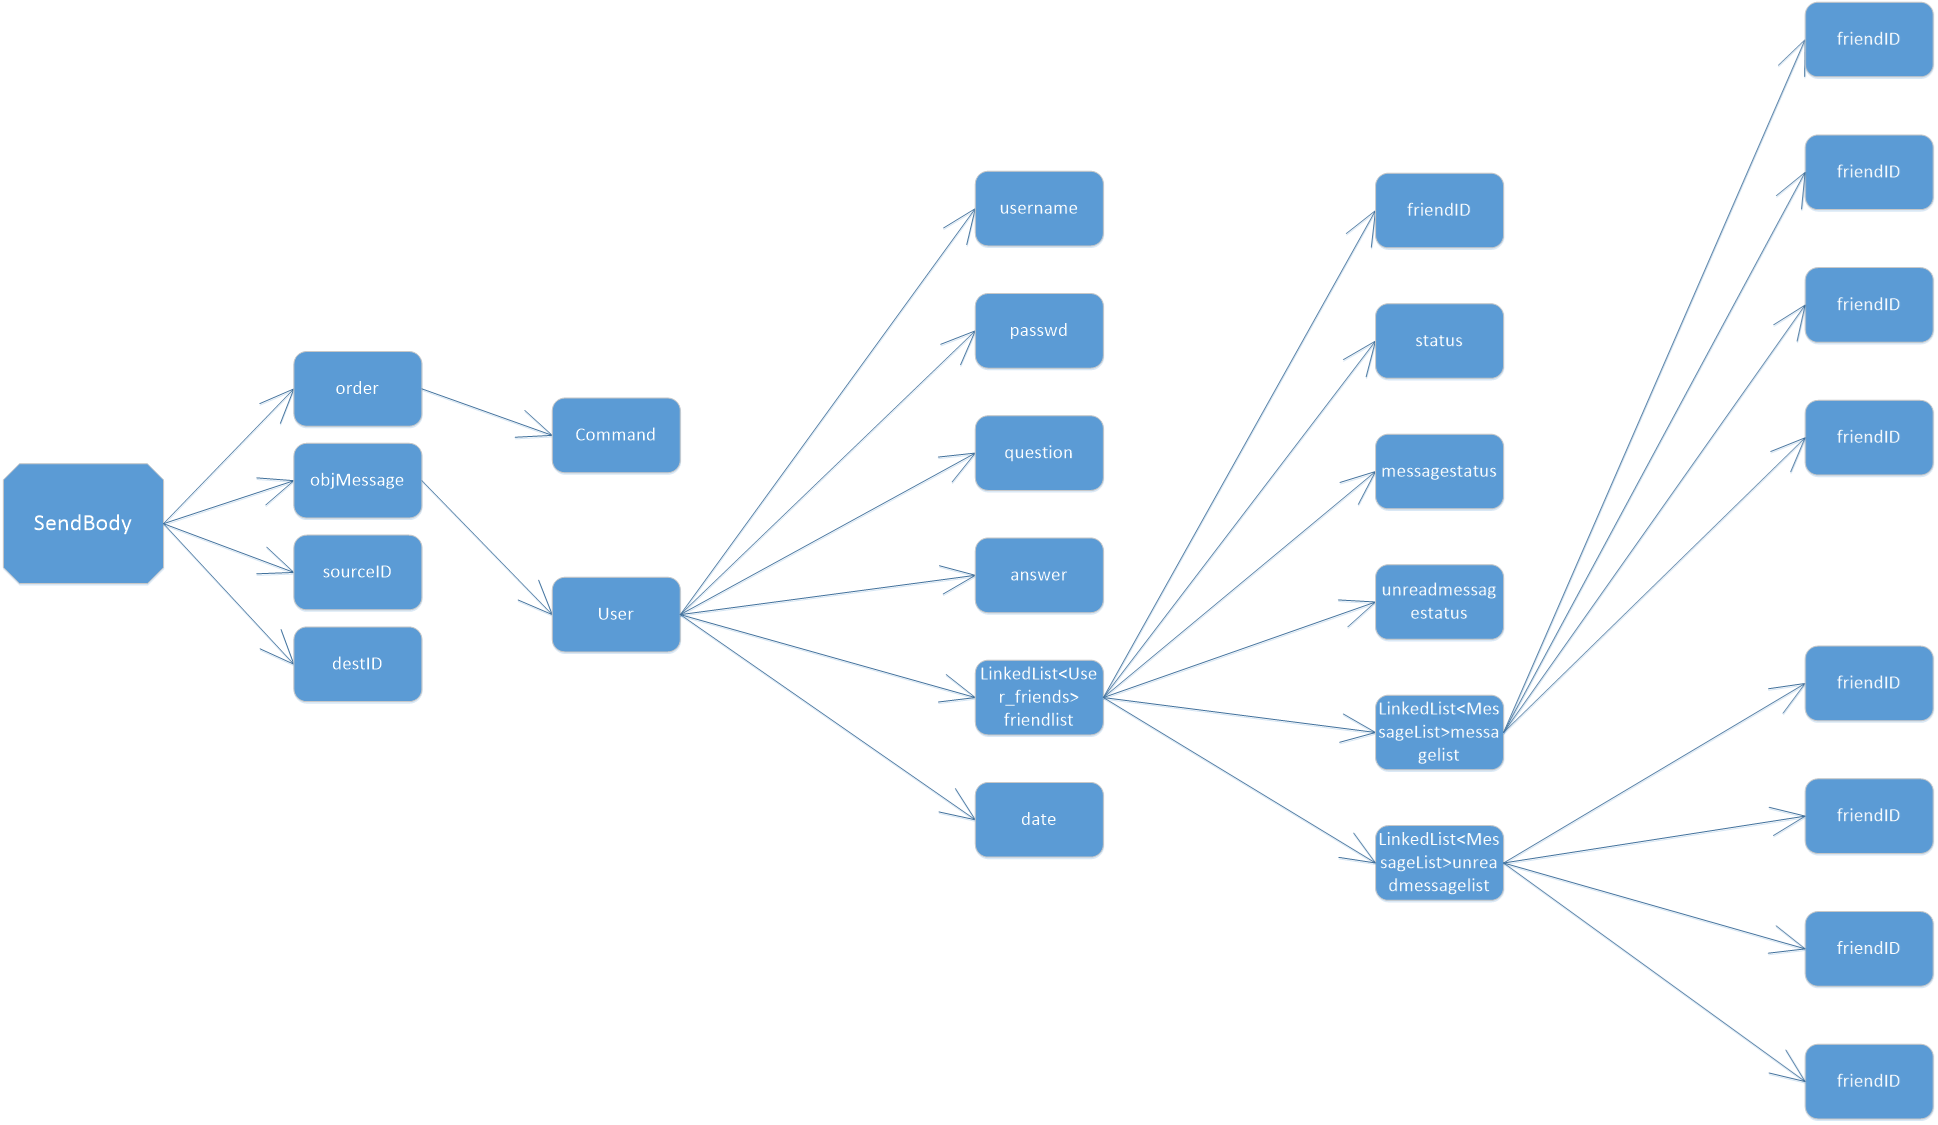 SendBody
order
objMessage
sourceID
destID
Command
User
username
passwd
question
answer
LinkedList<Use
r_friends>
friendlist
date
friendID
status
messagestatus
unreadmessag
estatus
LinkedList<Mes
sageList>messa
gelist
LinkedList<Mes
sageList>unrea
dmessagelist
friendID
friendID
friendID
friendID
friendID
friendID
friendID
friendID